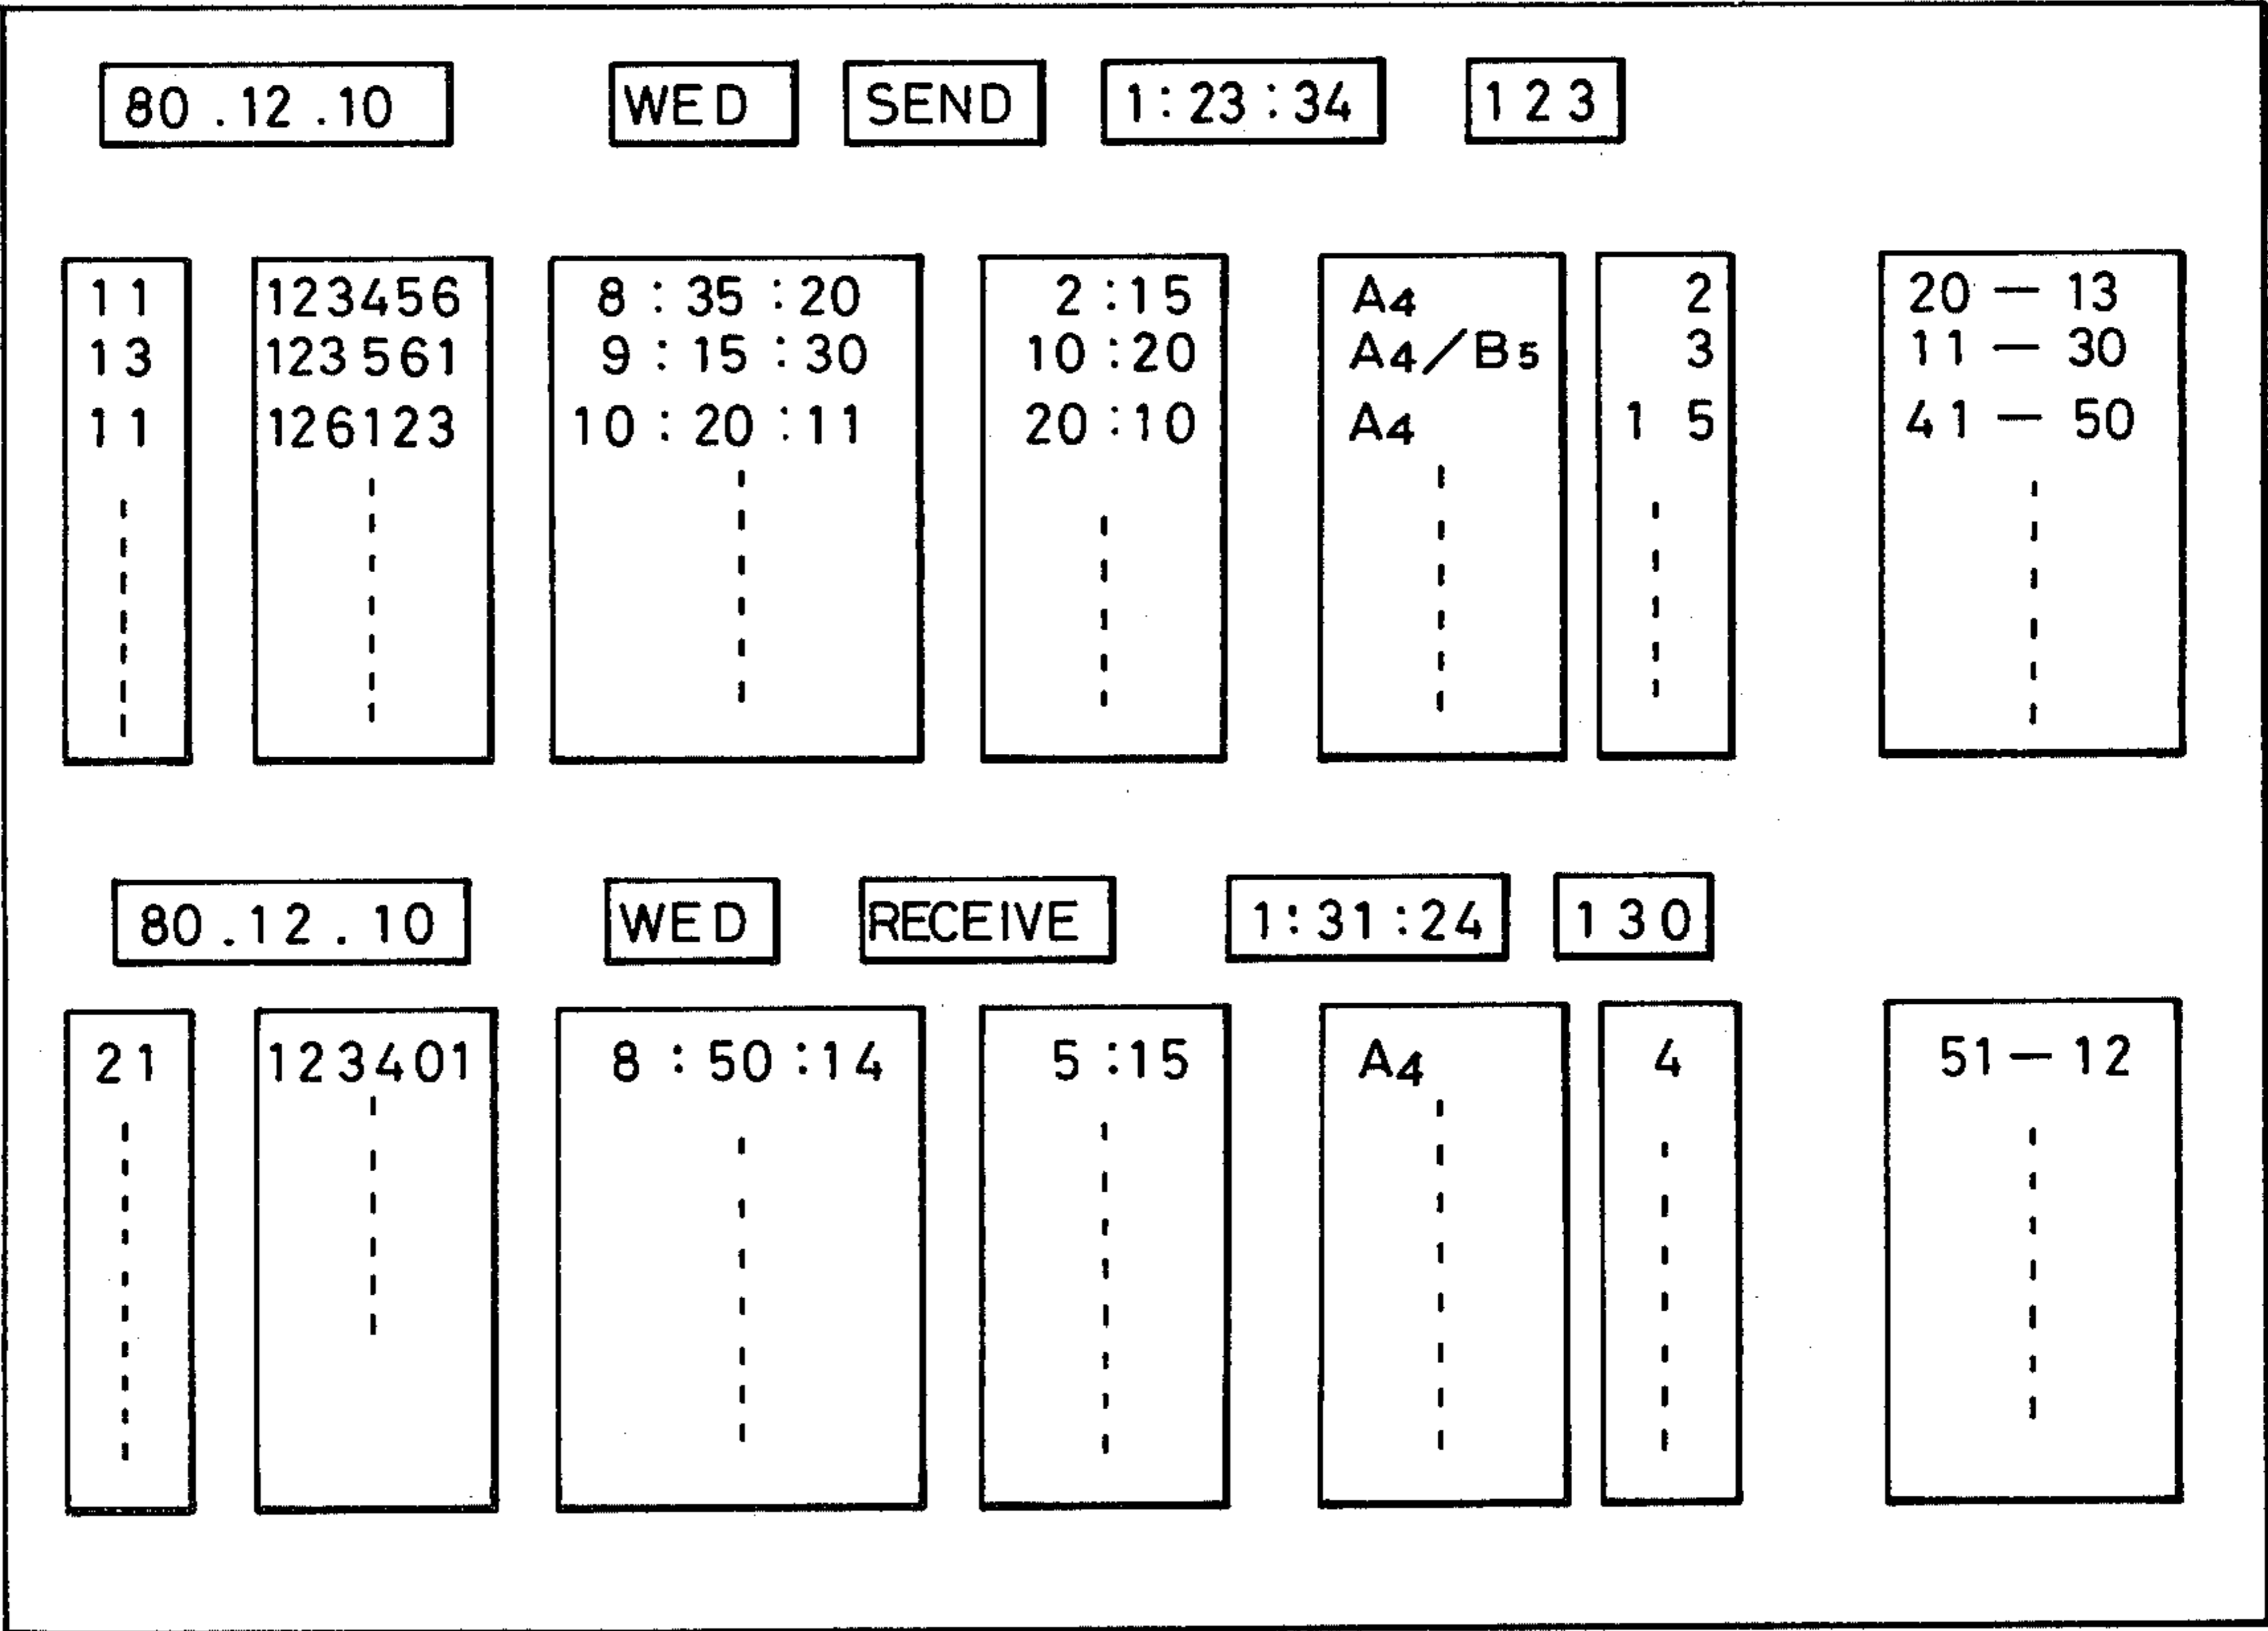 80.12.10 WED SEND 1:23:34 123
11 123456 8:35:20 2:15 A4 2 20-13
13 123561 9:15:30 10:20 A4/B5 3 11-30
11 126123 10:20:11 20:10 A4 15 41-50
80.12.10 WED RECEIVE 1:31:24 130
21 123401 8:50:14 5:15 A4 4 51-12